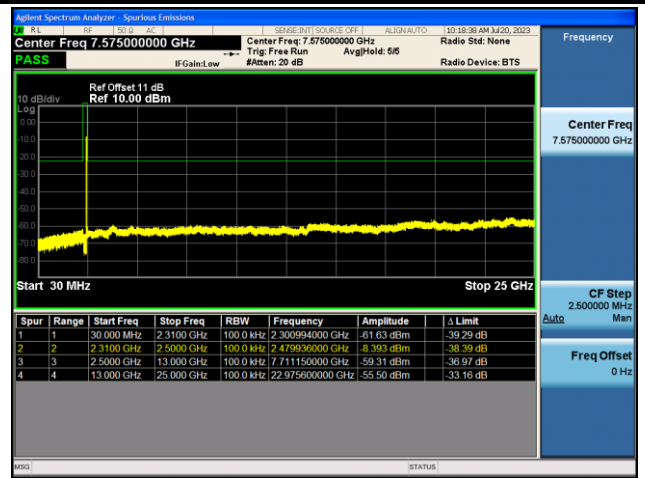 Agilent Spectrum Analyzer - Spurious Emissions
RL RF 50 Ω AC SENSE:INT SOURCE OFF ALIGN AUTO 10:18:38 AM Jul 20, 2023
Center Freq 7.575000000 GHz
Center Freq: 7.575000000 GHz
Radio Std: None
Trig: Free Run Avg|Hold: 5/5
PASS
IFGain:Low
#Atten: 20 dB
Radio Device: BTS
Frequency
Ref Offset 11 dB
10 dB/div Ref 10.00 dBm
Log
0.00
-10.0
-20.0
-30.0
-40.0
-50.0
-60.0
-70.0
-80.0
Start 30 MHz Stop 25 GHz
Center Freq
7.575000000 GHz
CF Step
2.500000 MHz
Auto Man
Freq Offset
0 Hz
Spur Range Start Freq Stop Freq RBW Frequency Amplitude Δ Limit
1 1 30.000 MHz 2.3100 GHz 100.0 kHz 2.300994000 GHz -61.63 dBm -39.29 dB
2 2 2.3100 GHz 2.5000 GHz 100.0 kHz 2.479936000 GHz -8.393 dBm -38.39 dB
3 3 2.5000 GHz 13.000 GHz 100.0 kHz 7.711150000 GHz -59.31 dBm -36.97 dB
4 4 13.000 GHz 25.000 GHz 100.0 kHz 22.975600000 GHz -55.50 dBm -33.16 dB
MSG STATUS